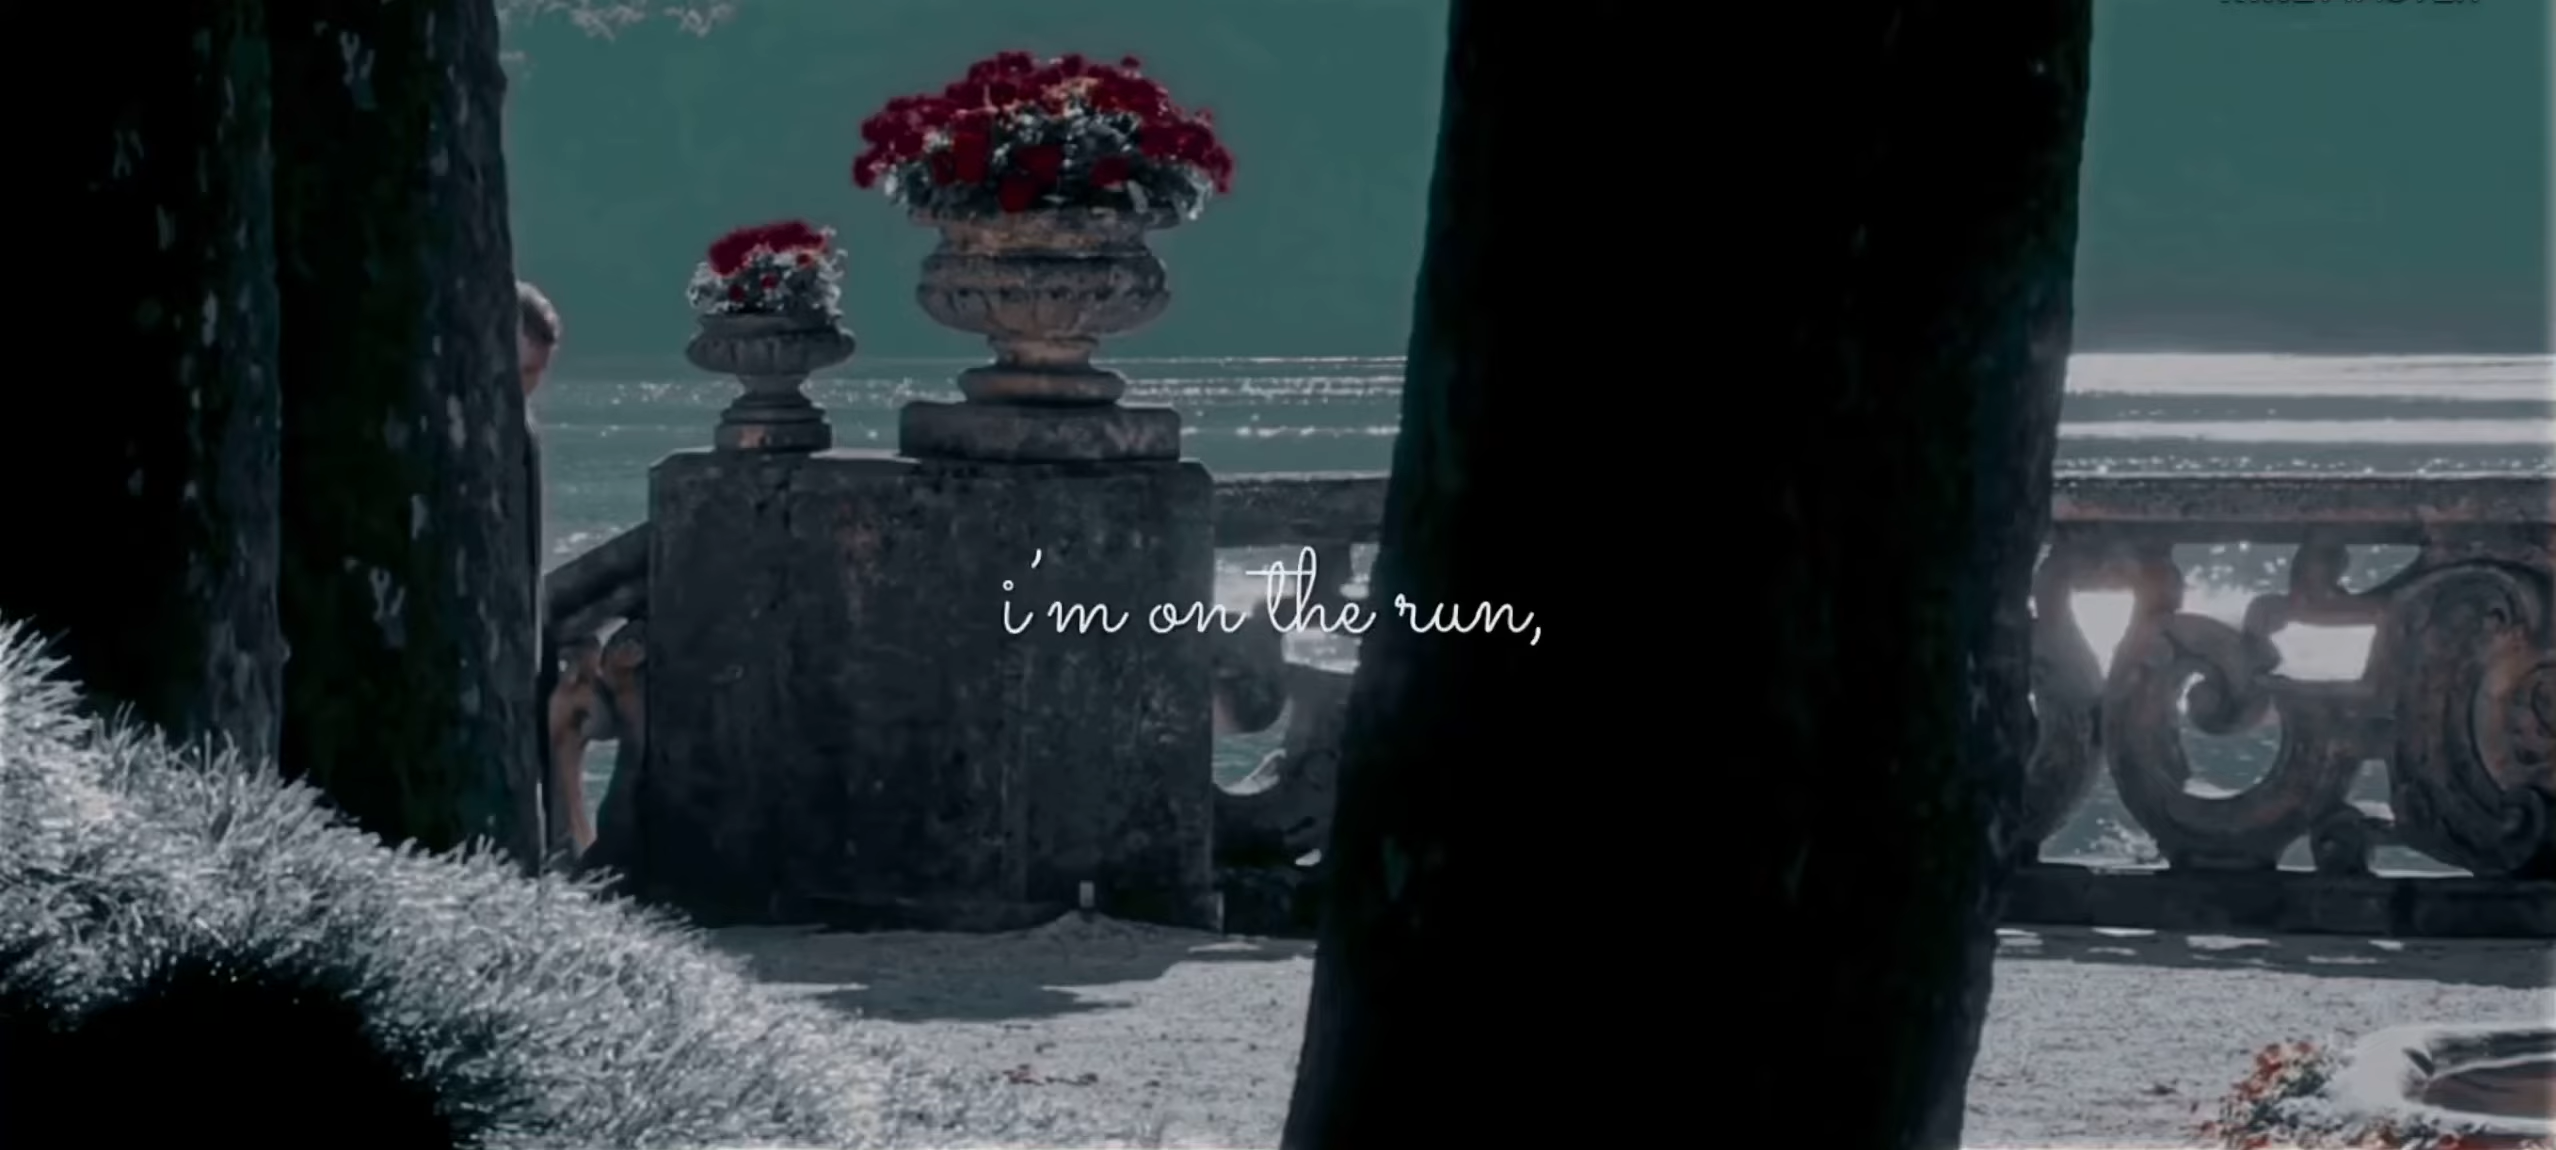 i'm on the run,